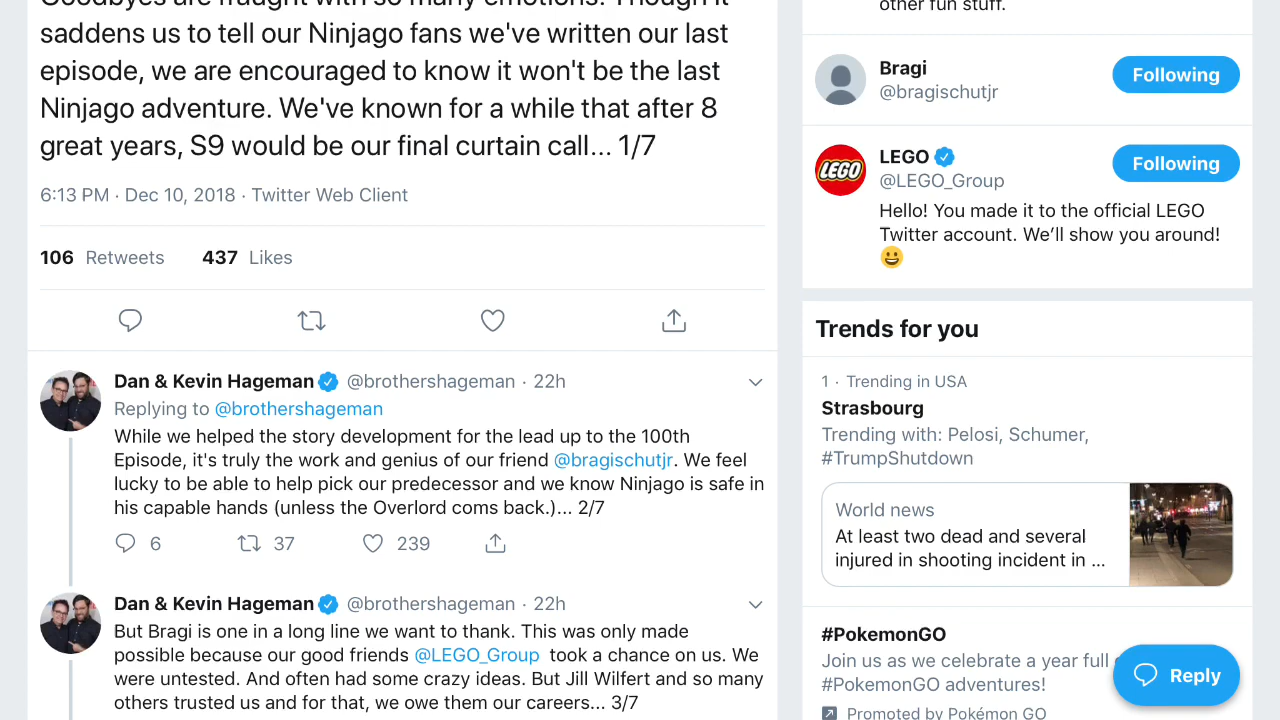 Goodbyes are fraught with so many emotions. Though it
saddens us to tell our Ninjago fans we've written our last
episode, we are encouraged to know it won't be the last
Ninjago adventure. We've known for a while that after 8
great years, S9 would be our final curtain call... 1/7
6:13 PM · Dec 10, 2018 · Twitter Web Client
106 Retweets 437 Likes
Dan & Kevin Hageman @brothershageman · 22h
Replying to @brothershageman
While we helped the story development for the lead up to the 100th
Episode, it's truly the work and genius of our friend @bragischutjr. We feel
lucky to be able to help pick our predecessor and we know Ninjago is safe in
his capable hands (unless the Overlord coms back.)... 2/7
6 37 239
Dan & Kevin Hageman @brothershageman · 22h
But Bragi is one in a long line we want to thank. This was only made
possible because our good friends @LEGO_Group took a chance on us. We
were untested. And often had some crazy ideas. But Jill Wilfert and so many
others trusted us and for that, we owe them our careers... 3/7
other fun stuff.
Bragi
@bragischutjr
Following
LEGO
@LEGO_Group
Following
Hello! You made it to the official LEGO
Twitter account. We’ll show you around!
😀
LEGO
Trends for you
1 · Trending in USA
Strasbourg
Trending with: Pelosi, Schumer,
#TrumpShutdown
World news
At least two dead and several
injured in shooting incident in ...
#PokemonGO
Join us as we celebrate a year full
#PokemonGO adventures!
Promoted by Pokémon GO
Reply